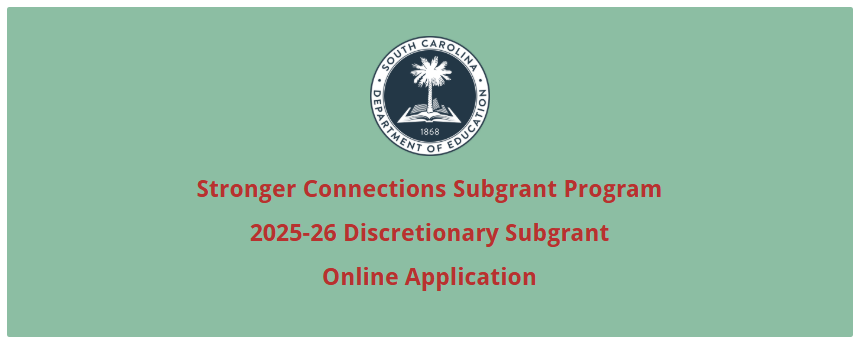 SOUTH CAROLINA
DEPARTMENT OF EDUCATION
1868
Stronger Connections Subgrant Program
2025-26 Discretionary Subgrant
Online Application